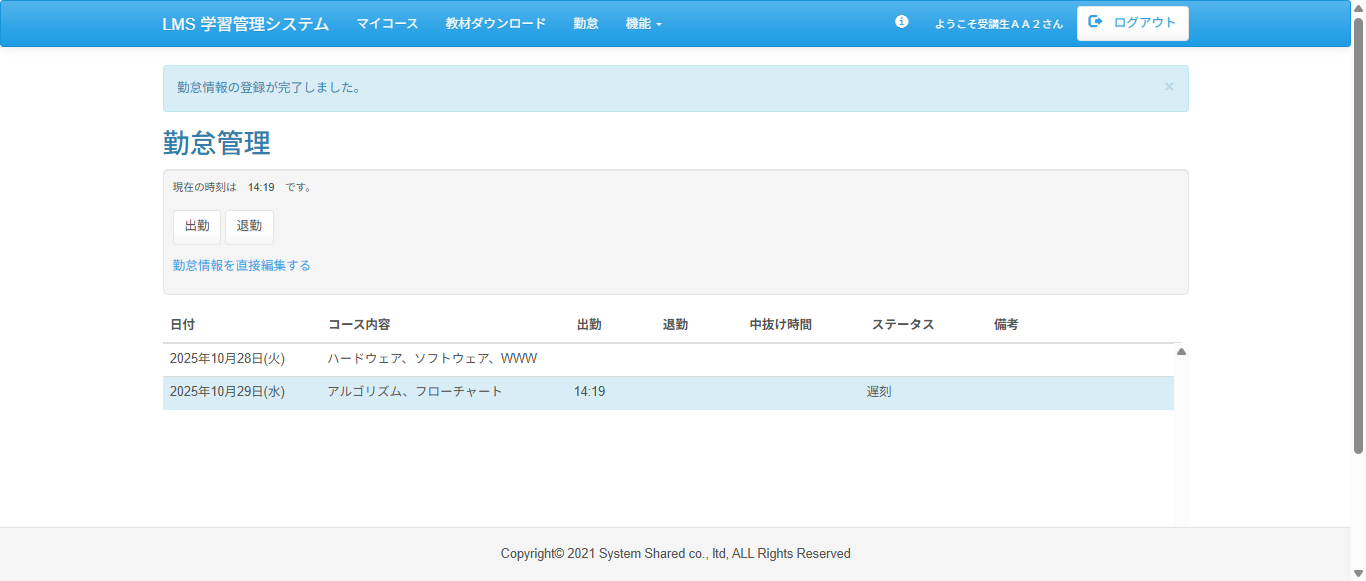 LMS 学習管理システム マイコース 教材ダウンロード 勤怠 機能 ようこそ受講生ＡＡ２さん ログアウト
勤怠情報の登録が完了しました。 ×
勤怠管理
現在の時刻は 14:19 です。
出勤 退勤
勤怠情報を直接編集する
日付 コース内容 出勤 退勤 中抜け時間 ステータス 備考
2025年10月28日(火) ハードウェア、ソフトウェア、WWW
2025年10月29日(水) アルゴリズム、フローチャート 14:19 遅刻
Copyright© 2021 System Shared co., ltd, ALL Rights Reserved